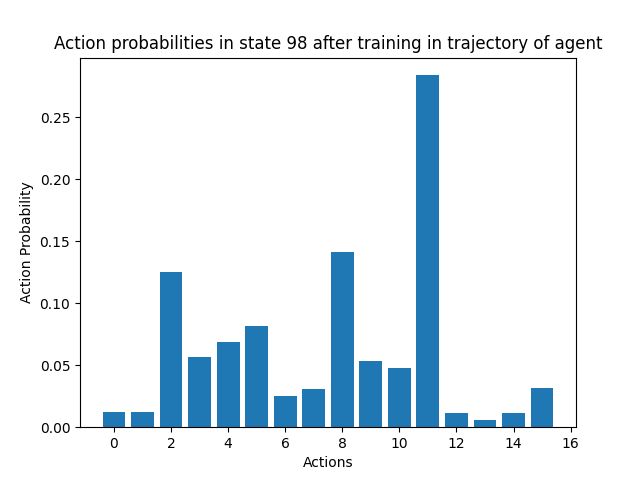 Action probabilities in state 98 after training in trajectory of agent
Action Probability
0.25
0.20
0.15
0.10
0.05
0.00
0 2 4 6 8 10 12 14 16
Actions